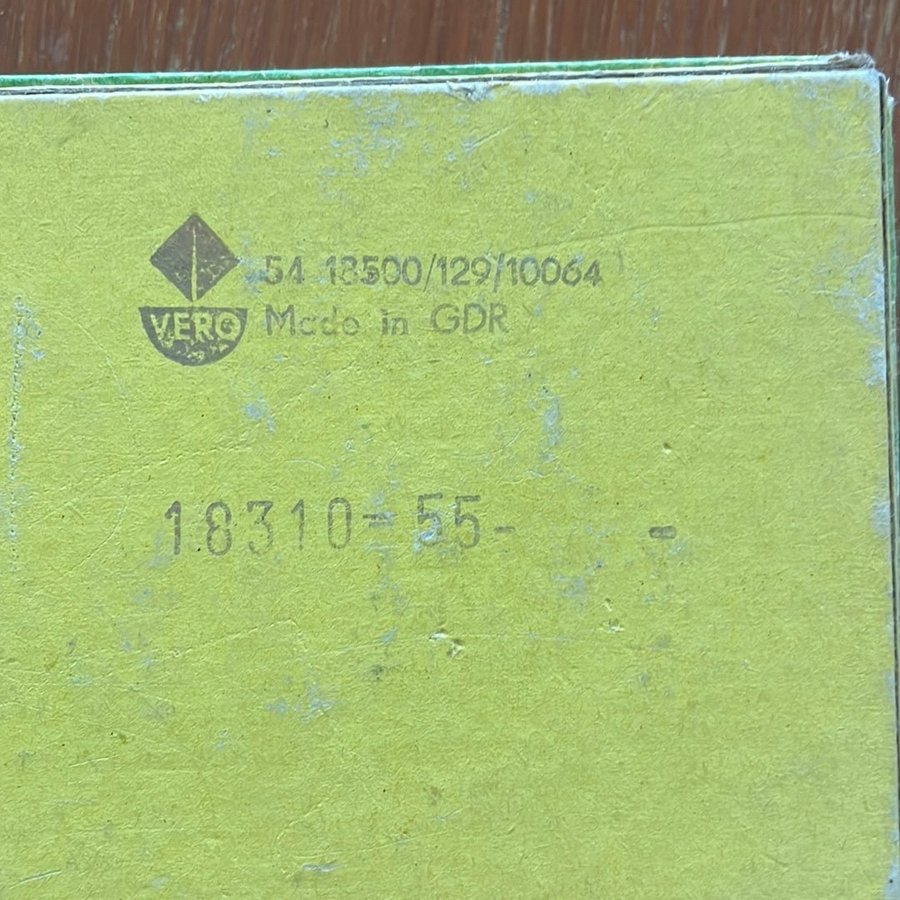 VERO
54 18500/129/10064
Made in GDR
18310-55- -